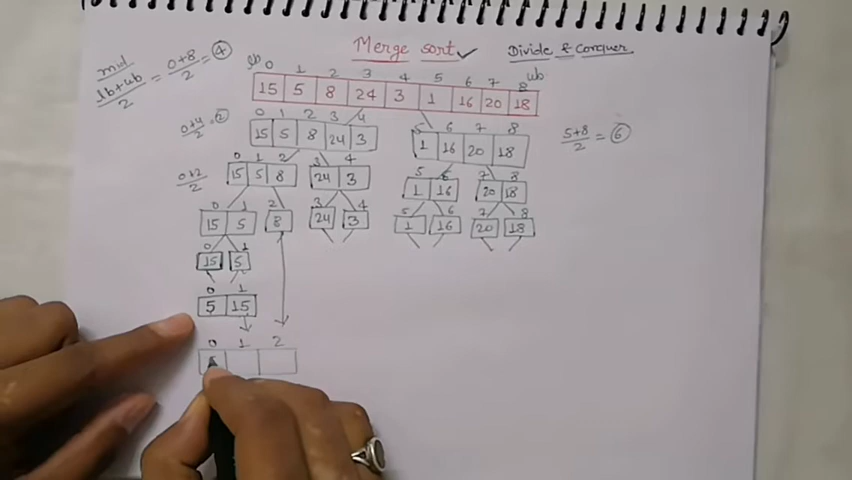 Merge sort ✓ Divide & Conquer
mid
lb+ub/2 = 0+8/2 = 4
lb 0 1 2 3 4 5 6 7 8 ub
15 5 8 24 3 1 16 20 18
0+4/2 = 2
0 1 2 3 4 5 6 7 8
15 5 8 24 3 1 16 20 18
5+8/2 = 6
0+2/2
0 1 2 3 4 5 6 7 8
15 5 8 24 3 1 16 20 18
0 1 2 3 4 5 6 7 8
15 5 8 24 3 1 16 20 18
0 1
15 5
0 1
5 15
0 1 2
5